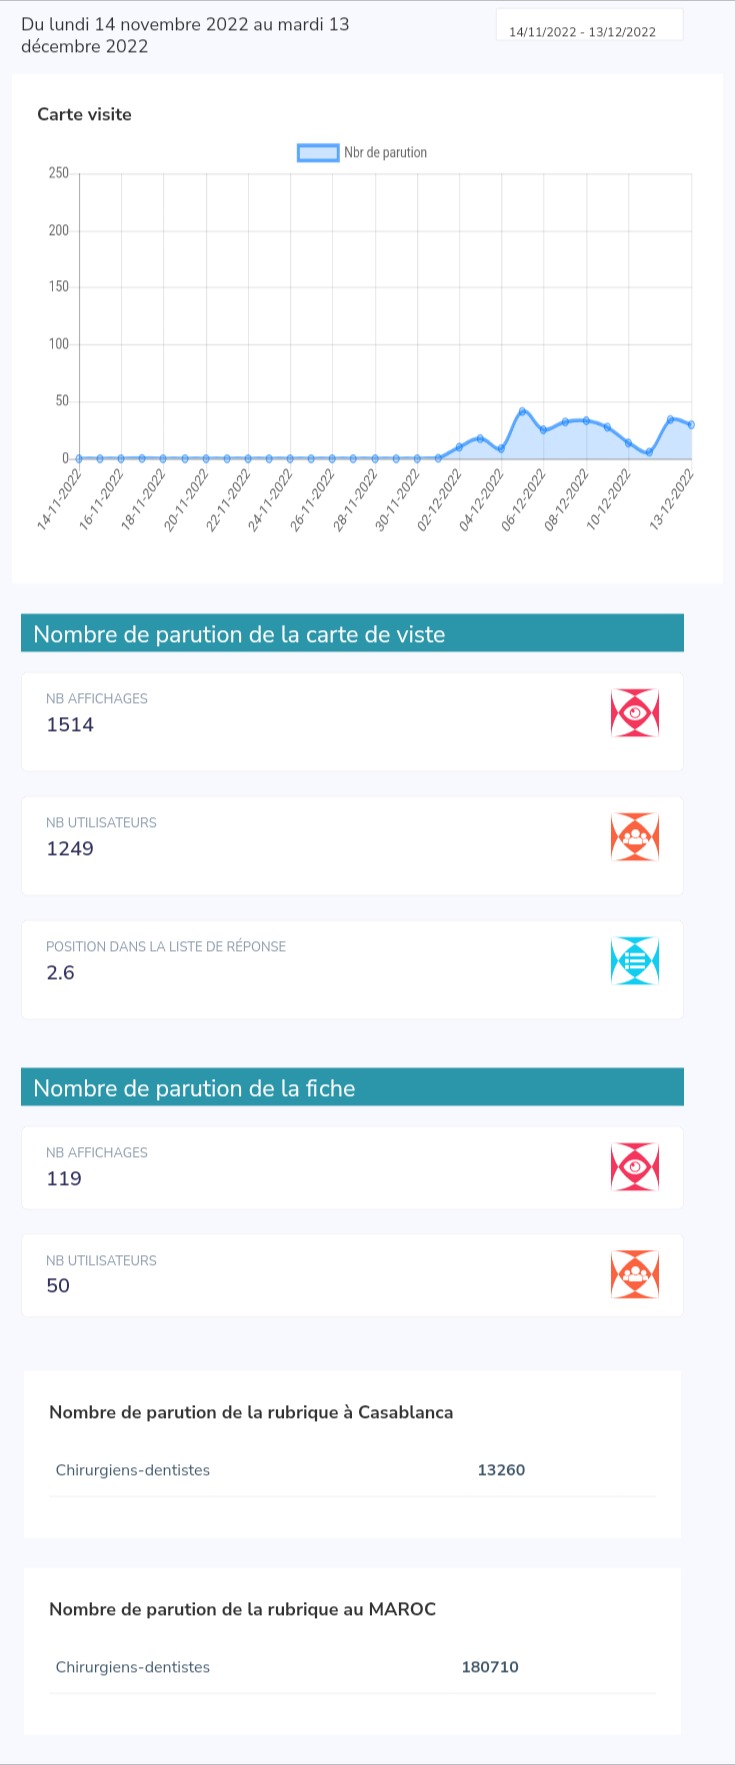 Du lundi 14 novembre 2022 au mardi 13
décembre 2022
14/11/2022 - 13/12/2022
Carte visite
Nbr de parution
250
200
150
100
50
0
14-11-2022
16-11-2022
18-11-2022
20-11-2022
22-11-2022
24-11-2022
26-11-2022
28-11-2022
30-11-2022
02-12-2022
04-12-2022
06-12-2022
08-12-2022
10-12-2022
13-12-2022
Nombre de parution de la carte de viste
NB AFFICHAGES
1514
NB UTILISATEURS
1249
POSITION DANS LA LISTE DE RÉPONSE
2.6
Nombre de parution de la fiche
NB AFFICHAGES
119
NB UTILISATEURS
50
Nombre de parution de la rubrique à Casablanca
Chirurgiens-dentistes 13260
Nombre de parution de la rubrique au MAROC
Chirurgiens-dentistes 180710